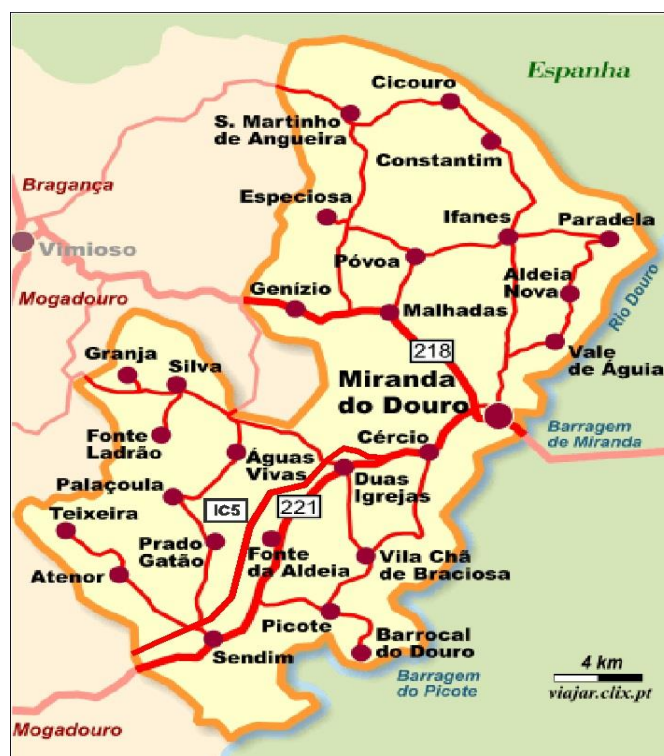 Espanha
Cicouro
S. Martinho
de Angueira
Constantim
Bragança
Especiosa
Ifanes
Paradela
Vimioso
Póvoa
Aldeia
Nova
Mogadouro
Genízio
Malhadas
Rio Douro
218
Granja
Silva
Vale
de Águia
Miranda
do Douro
Fonte
Ladrão
Águas
Vivas
Cércio
Barragem
de Miranda
Palaçoula
IC5
221
Duas
Igrejas
Teixeira
Prado
Gatão
Fonte
da Aldeia
Vila Chã
de Braciosa
Atenor
Picote
Sendim
Barrocal
do Douro
Barragem
do Picote
4 km
viajar.clix.pt
Mogadouro